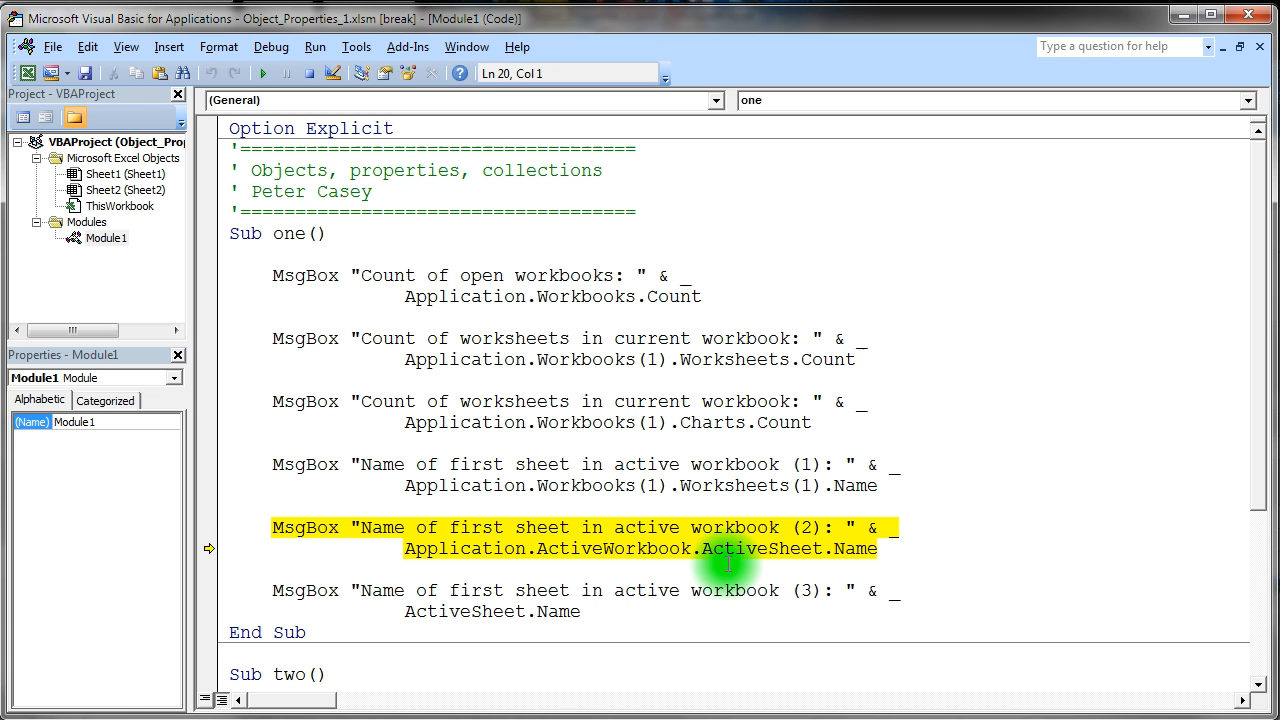 Microsoft Visual Basic for Applications - Object_Properties_1.xlsm [break] - [Module1 (Code)]
File Edit View Insert Format Debug Run Tools Add-Ins Window Help
Type a question for help
Ln 20, Col 1
Project - VBAProject
(General)
one
VBAProject (Object_Prop
Microsoft Excel Objects
Sheet1 (Sheet1)
Sheet2 (Sheet2)
ThisWorkbook
Modules
Module1
Properties - Module1
Module1 Module
Alphabetic Categorized
(Name) Module1
Option Explicit
'====================================
' Objects, properties, collections
' Peter Casey
'====================================
Sub one()
MsgBox "Count of open workbooks: " & _
Application.Workbooks.Count
MsgBox "Count of worksheets in current workbook: " & _
Application.Workbooks(1).Worksheets.Count
MsgBox "Count of worksheets in current workbook: " & _
Application.Workbooks(1).Charts.Count
MsgBox "Name of first sheet in active workbook (1): " & _
Application.Workbooks(1).Worksheets(1).Name
MsgBox "Name of first sheet in active workbook (2): " & _
Application.ActiveWorkbook.ActiveSheet.Name
MsgBox "Name of first sheet in active workbook (3): " & _
ActiveSheet.Name
End Sub
Sub two()